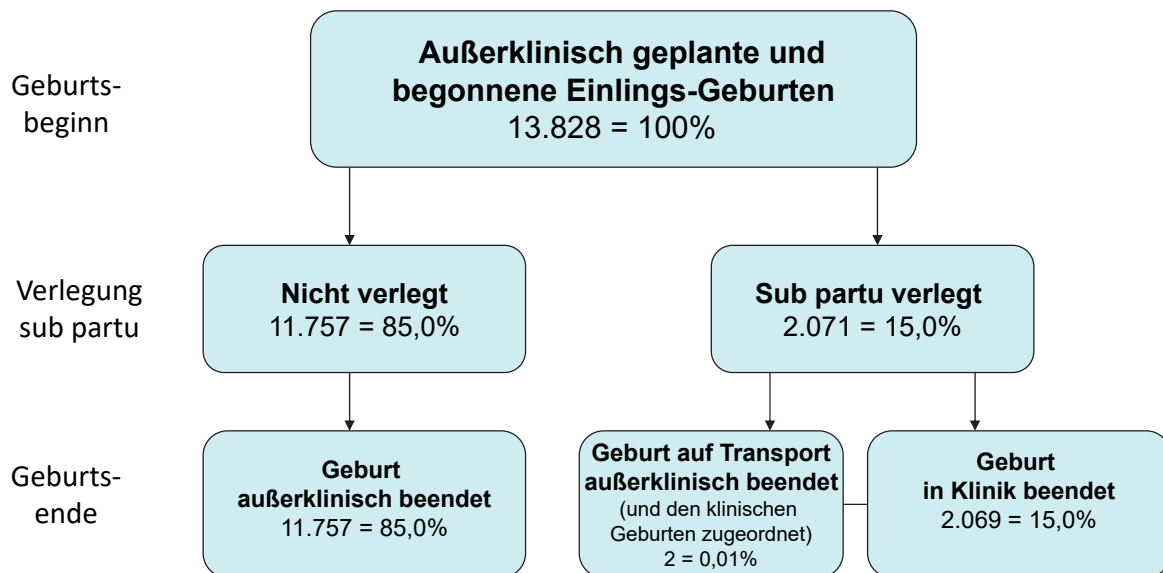 Geburts-
beginn
Außerklinisch geplante und
begonnene Einlings-Geburten
13.828 = 100%
Verlegung
sub partu
Nicht verlegt
11.757 = 85,0%
Sub partu verlegt
2.071 = 15,0%
Geburts-
ende
Geburt
außerklinisch beendet
11.757 = 85,0%
Geburt auf Transport
außerklinisch beendet
(und den klinischen
Geburten zugeordnet)
2 = 0,01%
Geburt
in Klinik beendet
2.069 = 15,0%